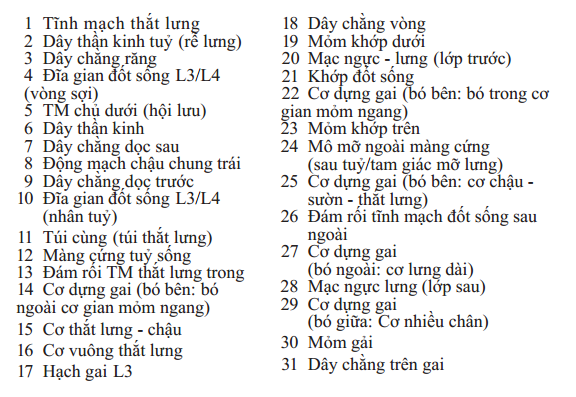 1 Tĩnh mạch thắt lưng
2 Dây thần kinh tuỷ (rễ lưng)
3 Dây chằng răng
4 Đĩa gian đốt sống L3/L4
(vòng sợi)
5 TM chủ dưới (hội lưu)
6 Dây thần kinh
7 Dây chằng dọc sau
8 Động mạch chậu chung trái
9 Dây chằng dọc trước
10 Đĩa gian đốt sống L3/L4
(nhân tuỷ)
11 Túi cùng (túi thắt lưng)
12 Màng cứng tuỷ sống
13 Đám rối TM thắt lưng trong
14 Cơ dựng gai (bó bên: bó
ngoài cơ gian mỏm ngang)
15 Cơ thắt lưng - chậu
16 Cơ vuông thắt lưng
17 Hạch gai L3
18 Dây chằng vòng
19 Mỏm khớp dưới
20 Mạc ngực - lưng (lớp trước)
21 Khớp đốt sống
22 Cơ dựng gai (bó bên: bó trong cơ
gian mỏm ngang)
23 Mỏm khớp trên
24 Mô mỡ ngoài màng cứng
(sau tuỷ/tam giác mỡ lưng)
25 Cơ dựng gai (bó bên: cơ chậu -
sườn - thắt lưng)
26 Đám rối tĩnh mạch đốt sống sau
ngoài
27 Cơ dựng gai
(bó ngoài: cơ lưng dài)
28 Mạc ngực lưng (lớp sau)
29 Cơ dựng gai
(bó giữa: Cơ nhiều chân)
30 Mỏm gải
31 Dây chằng trên gai